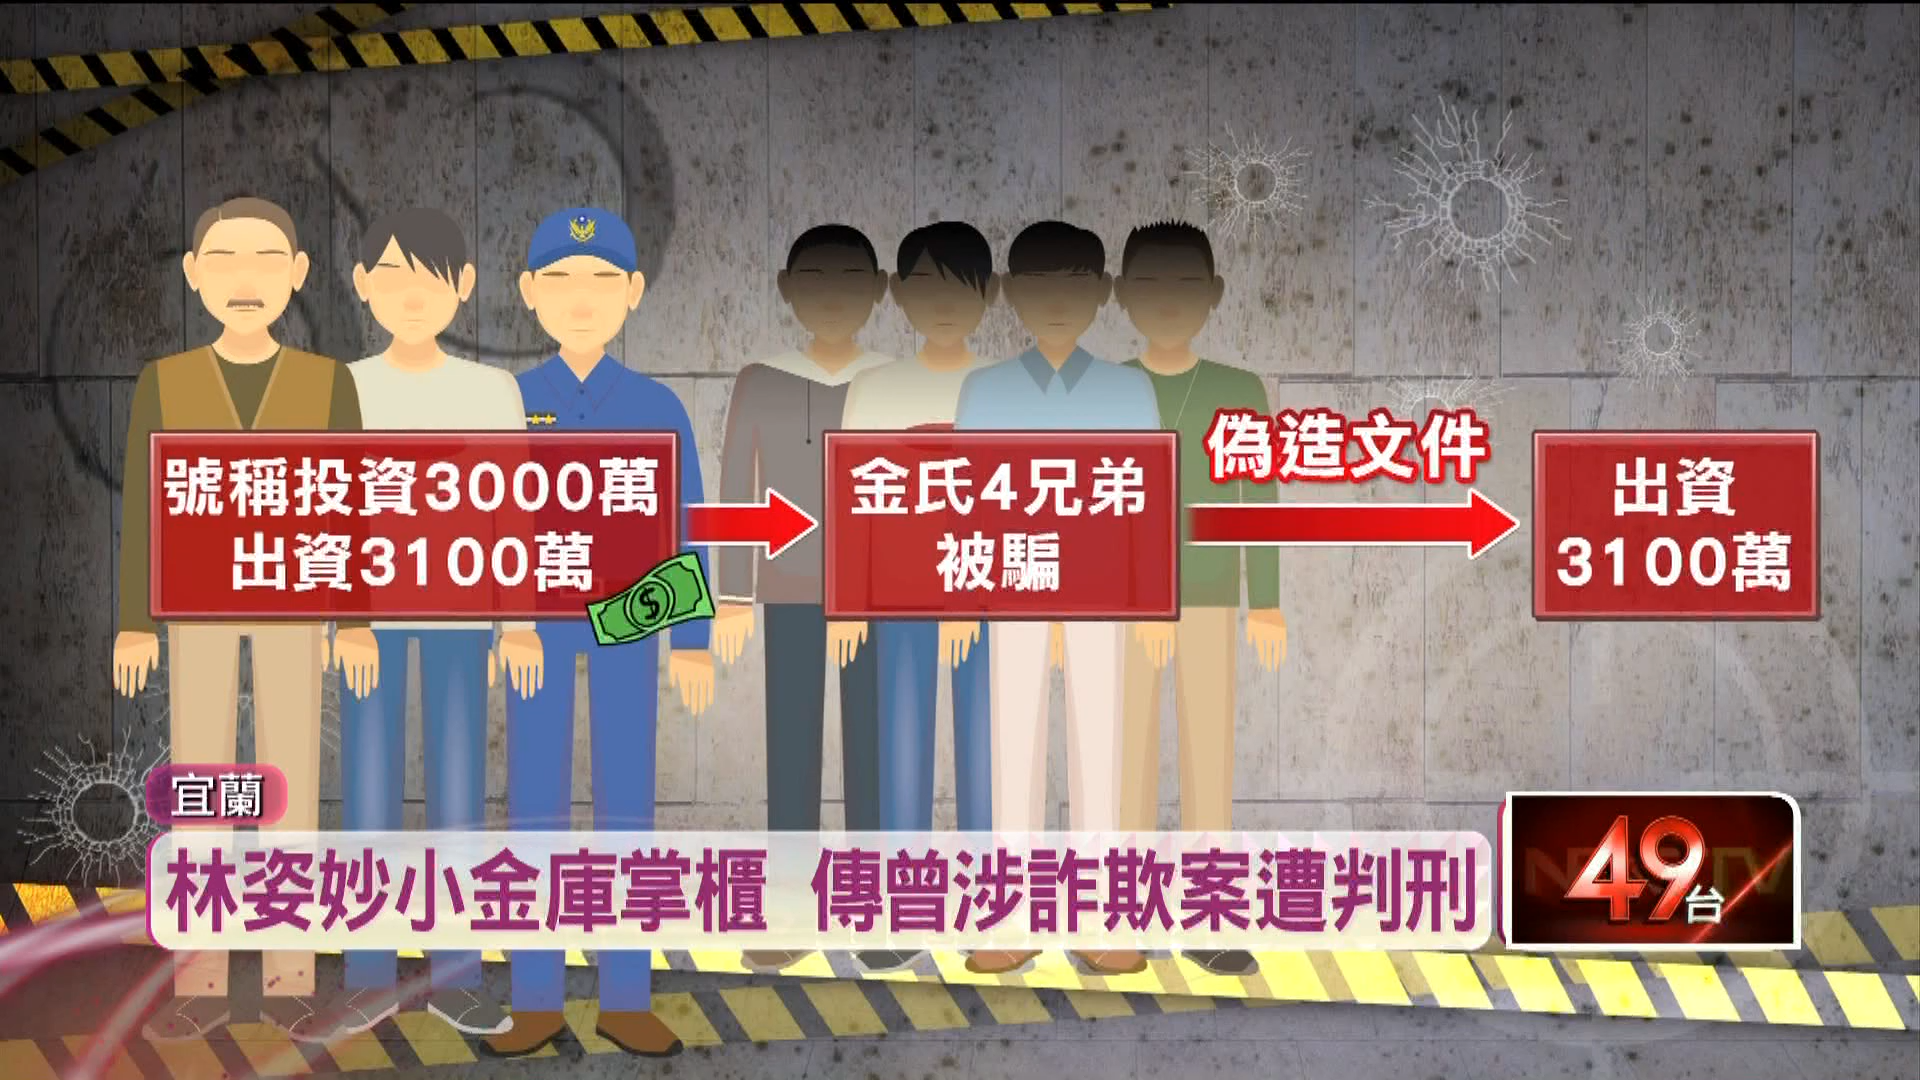 號稱投資3000萬
出資3100萬
金氏4兄弟
被騙
偽造文件
出資
3100萬
宜蘭
林姿妙小金庫掌櫃 傳曾涉詐欺案遭判刑
49台